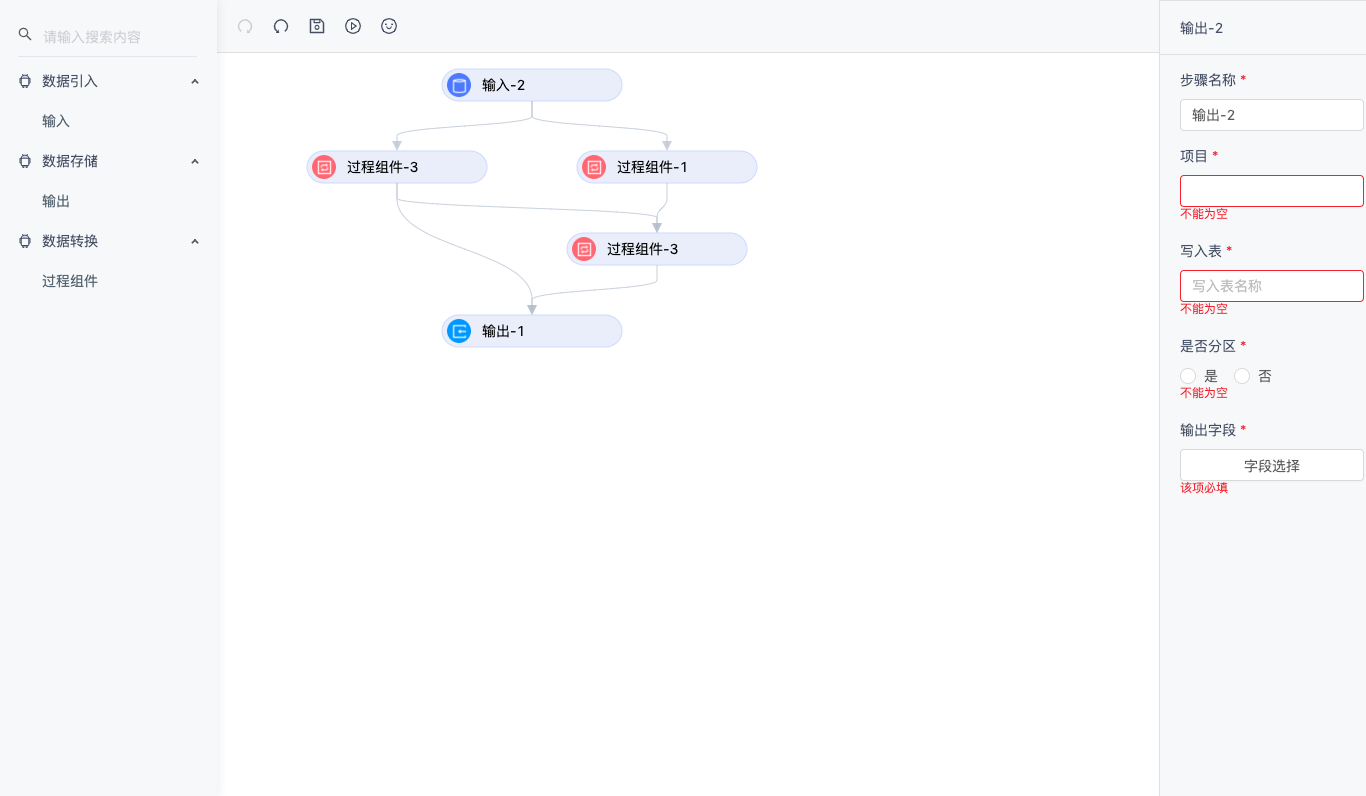 请输入搜索内容
数据引入
输入
数据存储
输出
数据转换
过程组件
输入-2
过程组件-3
过程组件-1
过程组件-3
输出-1
输出-2
步骤名称 *
输出-2
项目 *
不能为空
写入表 *
写入表名称
不能为空
是否分区 *
是 否
不能为空
输出字段 *
字段选择
该项必填